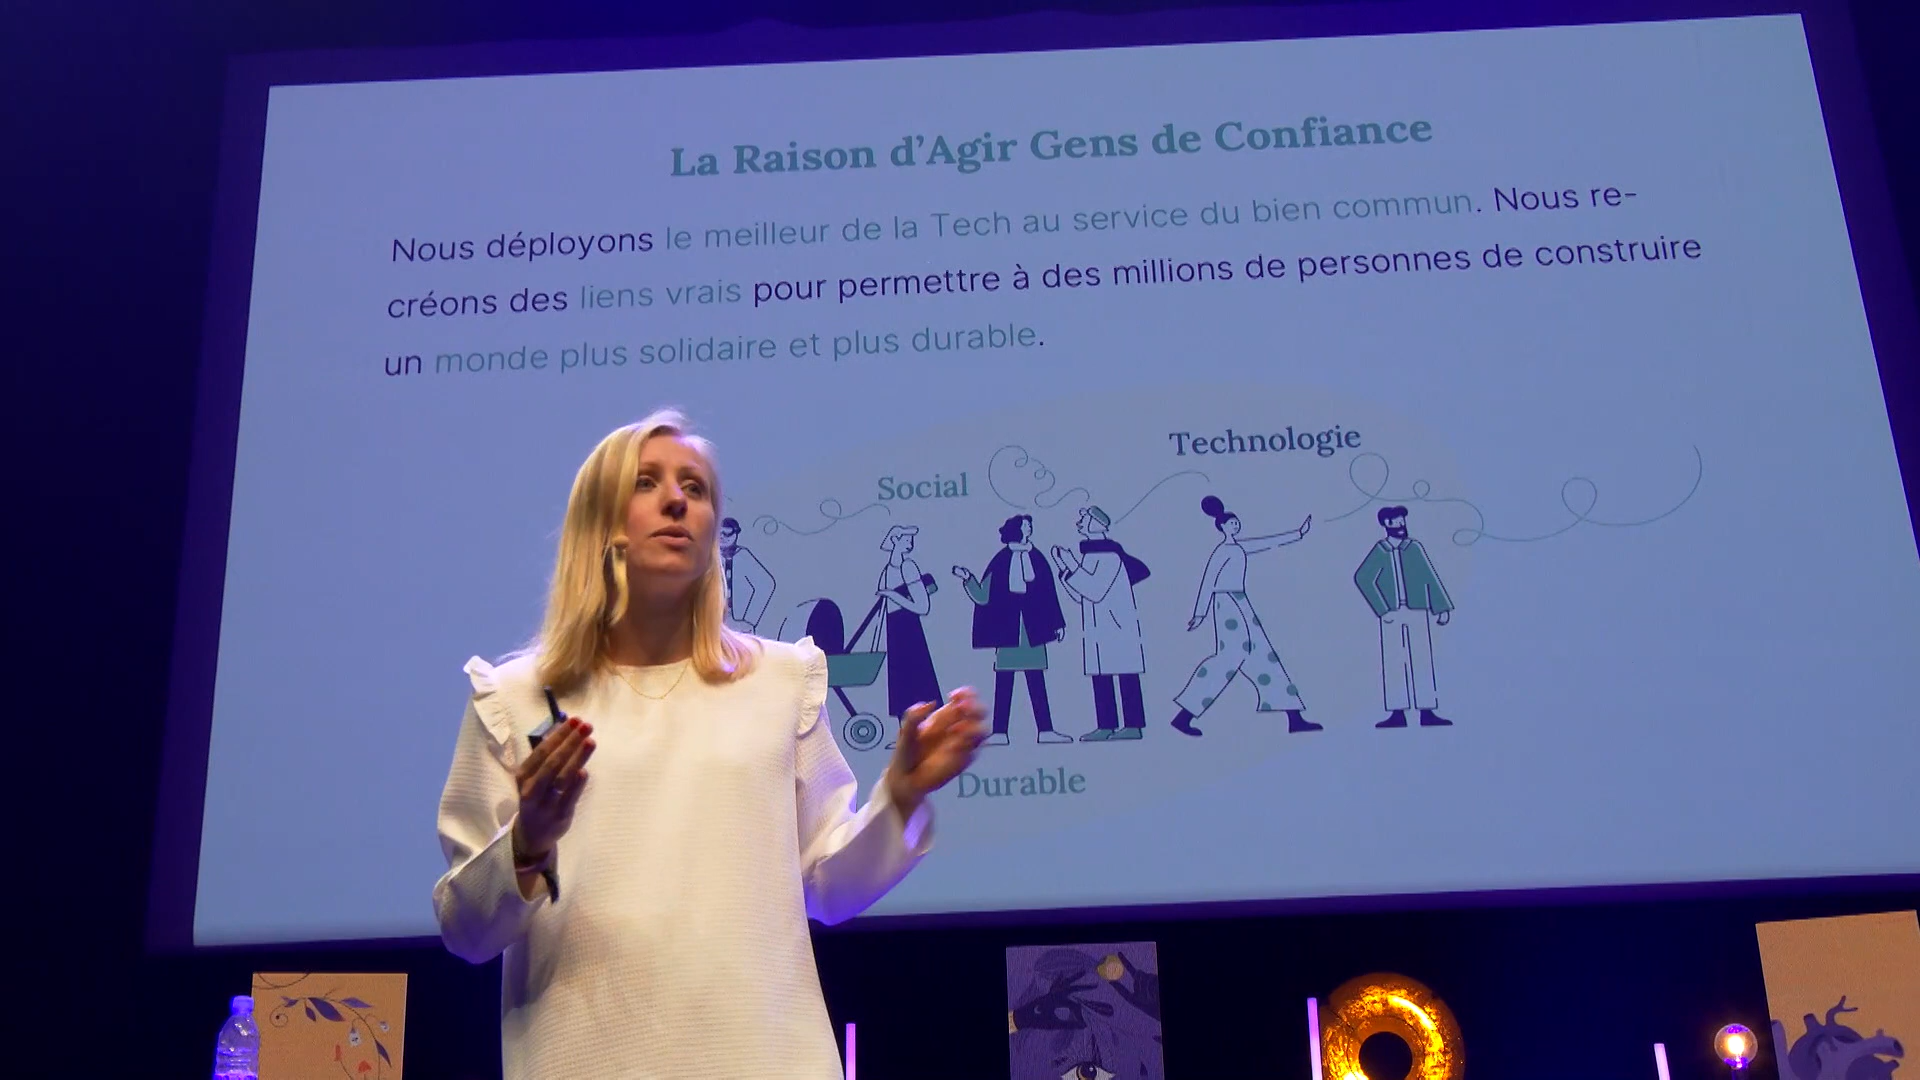 La Raison d'Agir Gens de Confiance
Nous déployons le meilleur de la Tech au service du bien commun. Nous re-
créons des liens vrais pour permettre à des millions de personnes de construire
un monde plus solidaire et plus durable.
Technologie
Social
Durable